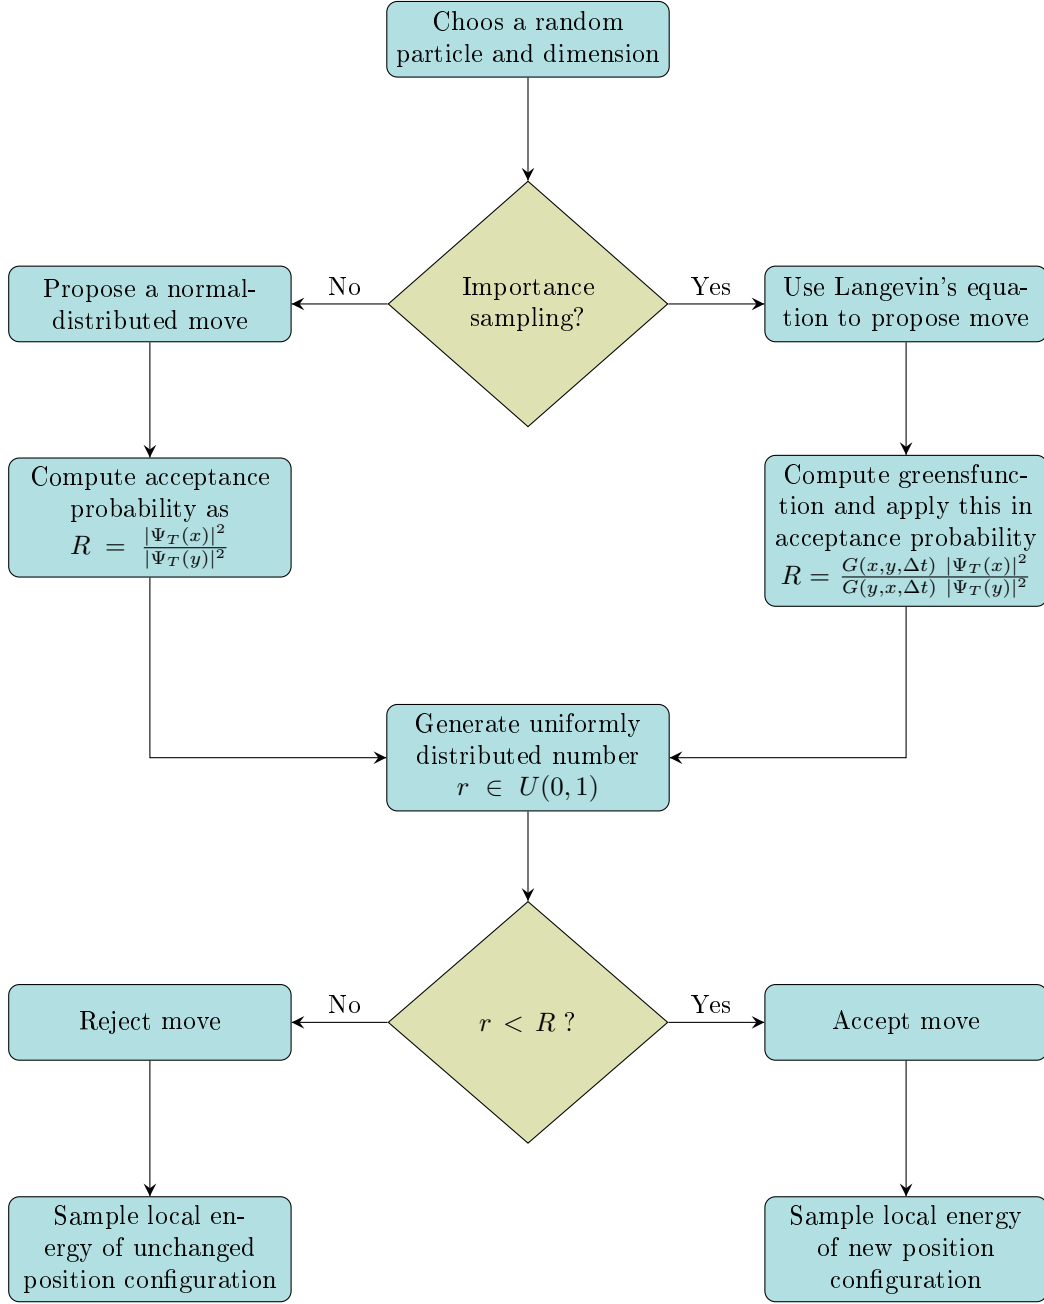 Choos a random
particle and dimension
Importance
sampling?
No
Yes
Propose a normal-
distributed move
Use Langevin's equa-
tion to propose move
Compute acceptance
probability as
R = |Ψ_T(x)|² / |Ψ_T(y)|²
Compute greensfunc-
tion and apply this in
acceptance probability
R = G(x,y,Δt) |Ψ_T(x)|² / G(y,x,Δt) |Ψ_T(y)|²
Generate uniformly
distributed number
r ∈ U(0,1)
r < R ?
No
Yes
Reject move
Accept move
Sample local en-
ergy of unchanged
position configuration
Sample local energy
of new position
configuration